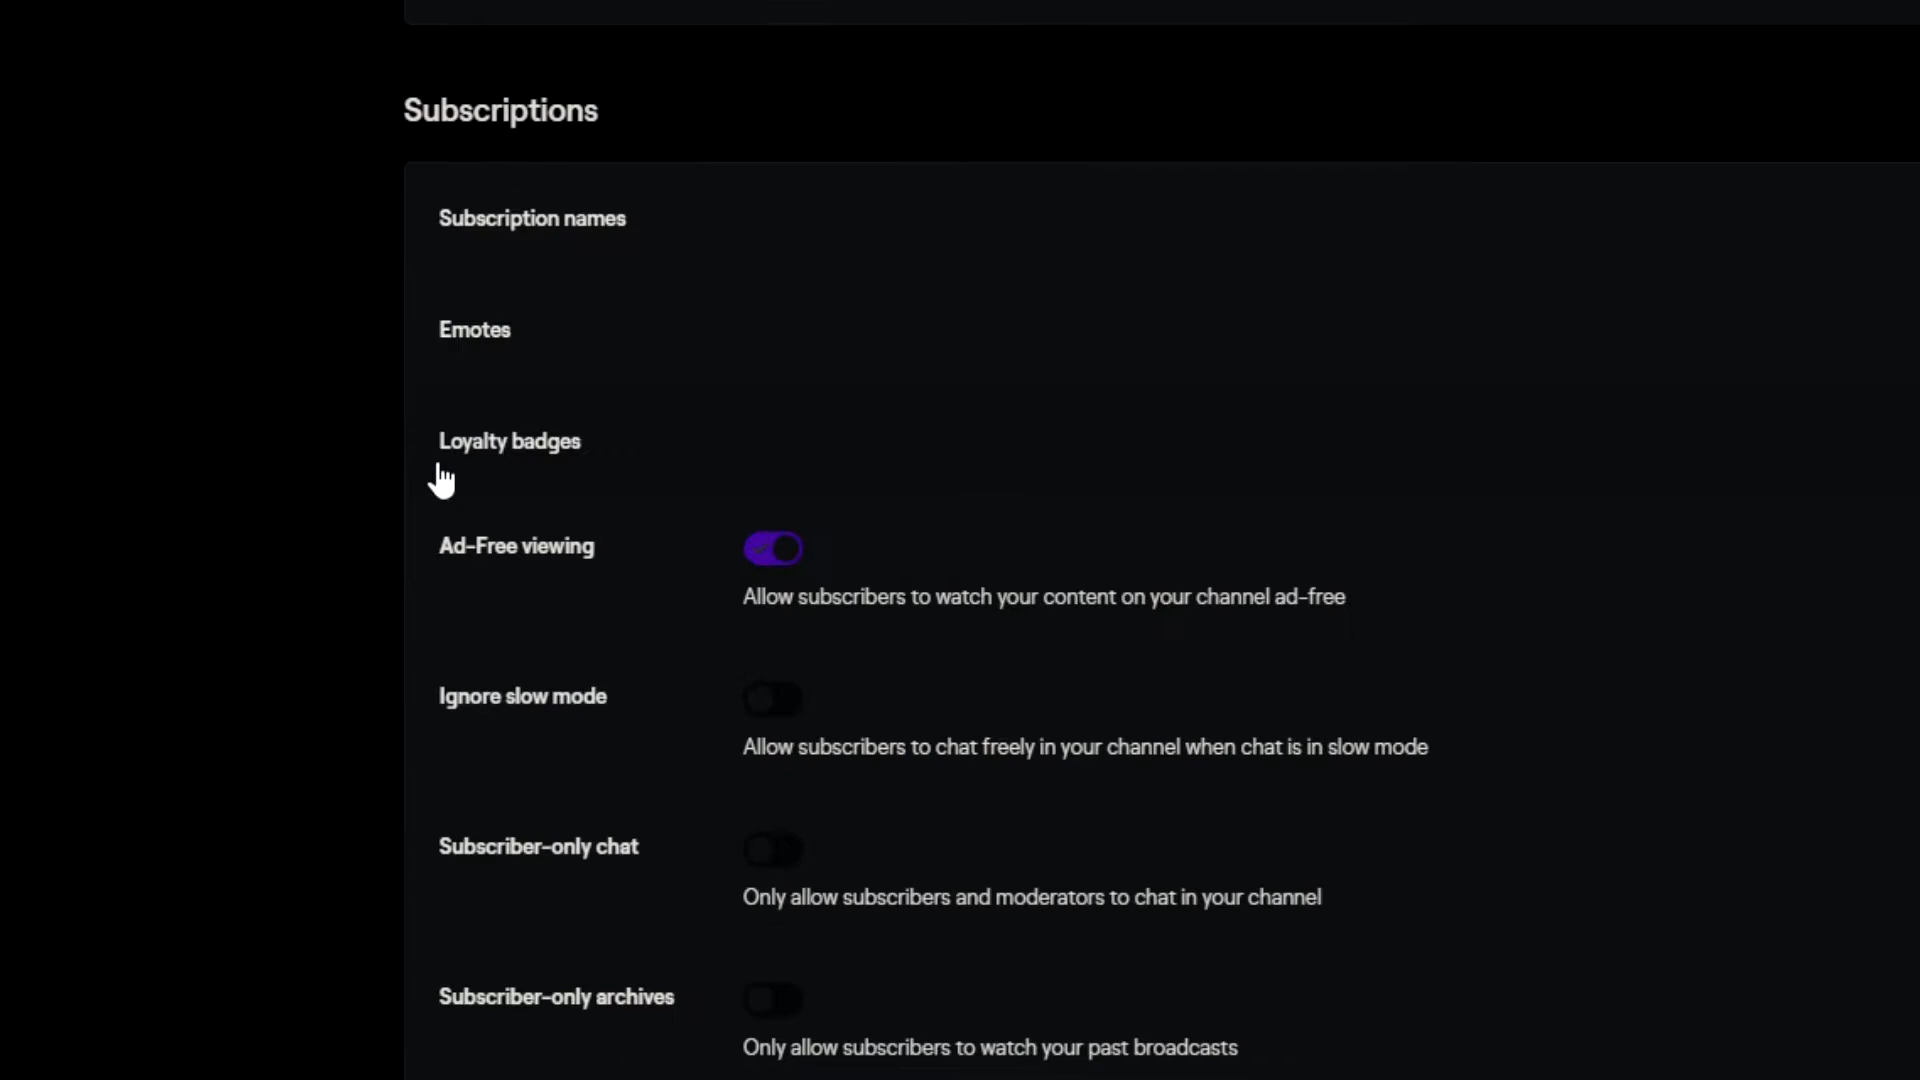 Subscriptions
Subscription names
Emotes
Loyalty badges
Ad-Free viewing
Allow subscribers to watch your content on your channel ad-free
Ignore slow mode
Allow subscribers to chat freely in your channel when chat is in slow mode
Subscriber-only chat
Only allow subscribers and moderators to chat in your channel
Subscriber-only archives
Only allow subscribers to watch your past broadcasts